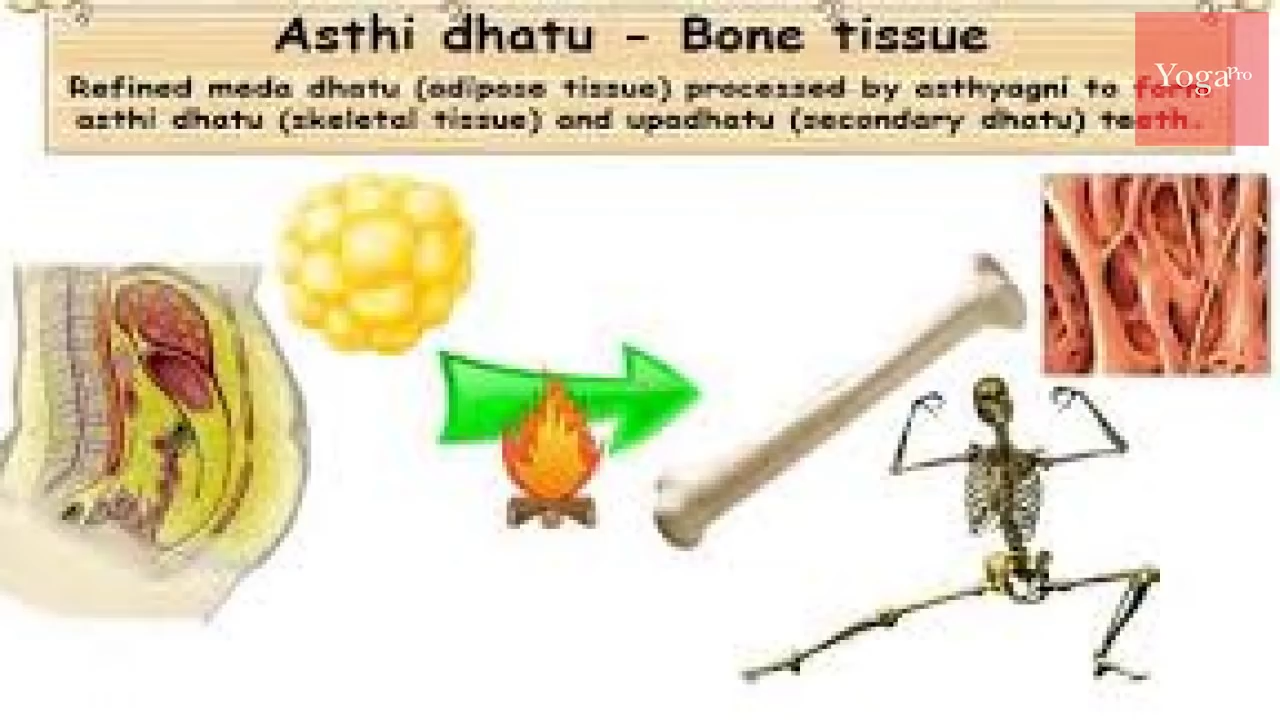 Asthi dhatu - Bone tissue
Refined meda dhatu (adipose tissue) processed by asthyagni to form
asthi dhatu (skeletal tissue) and upadhatu (secondary dhatu) teeth.
YogaPro